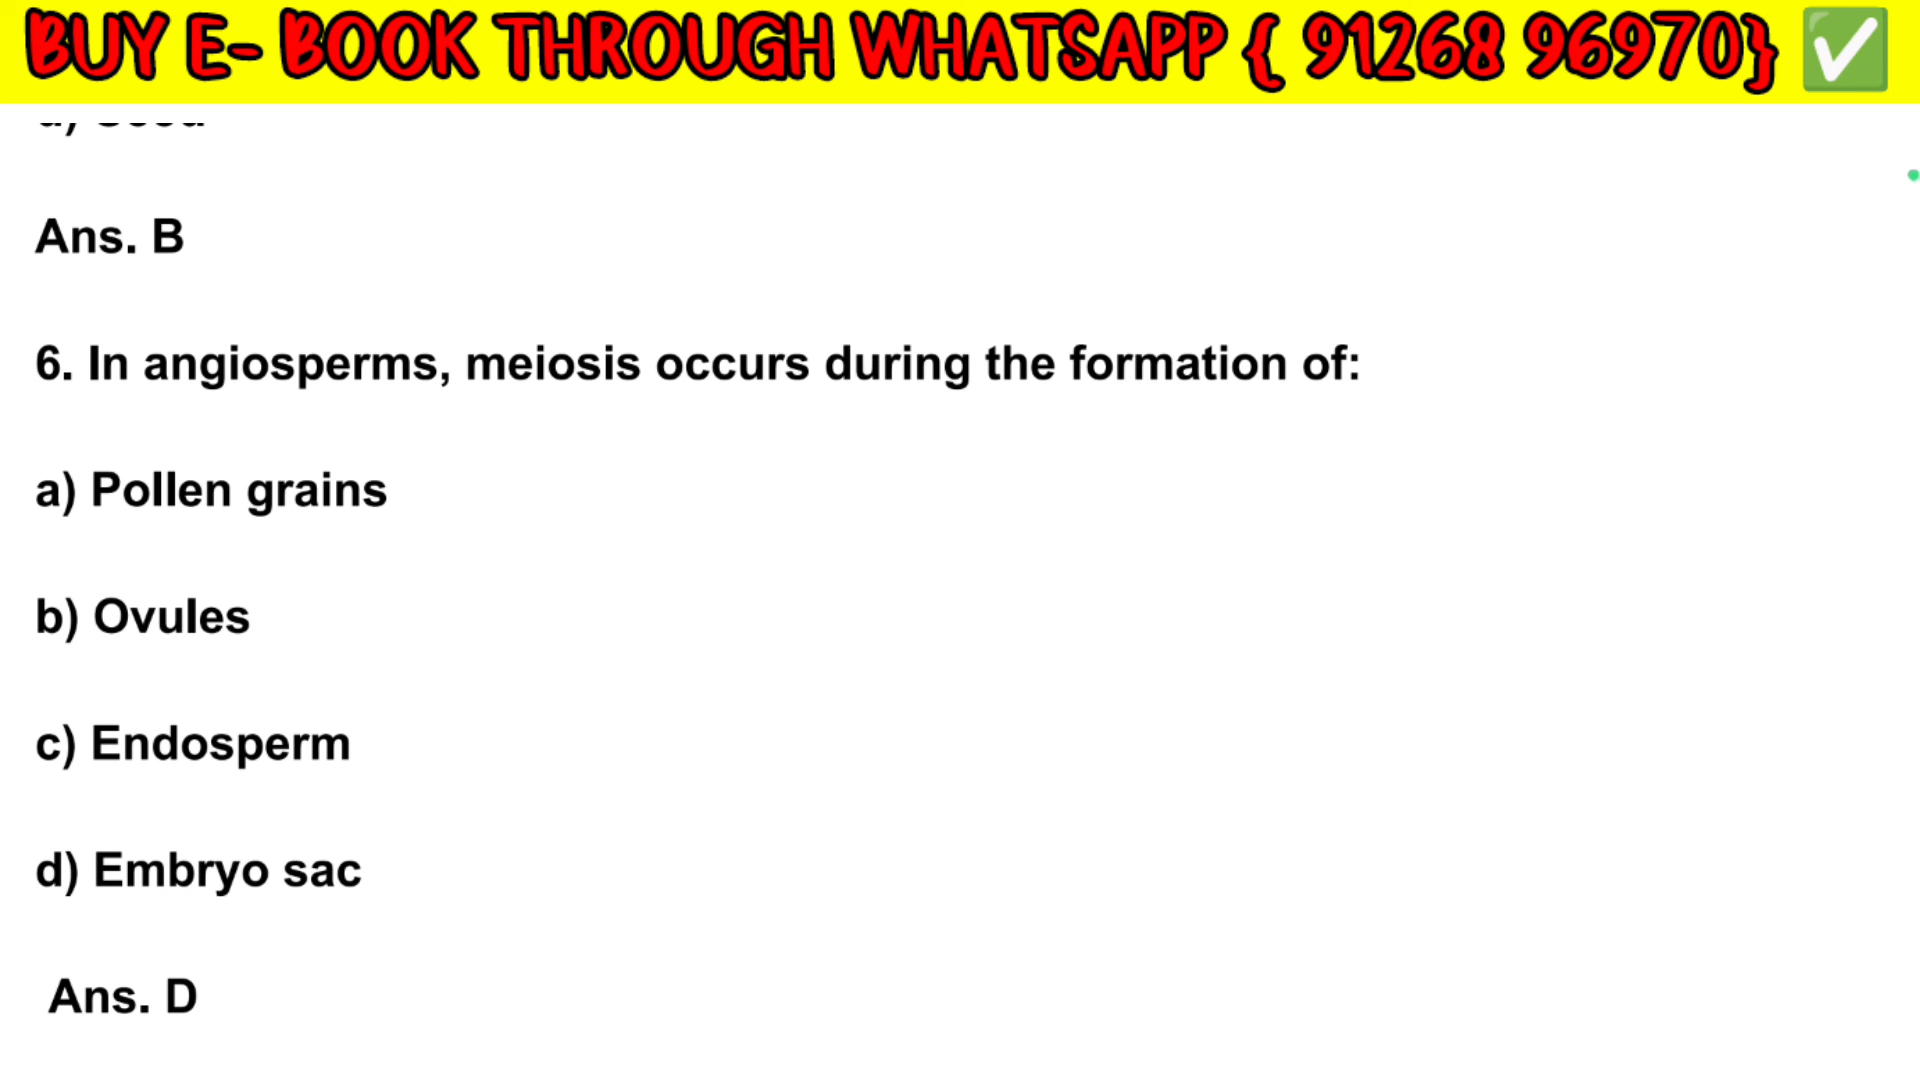 BUY E- BOOK THROUGH WHATSAPP { 91268 96970} ✅
Ans. B
6. In angiosperms, meiosis occurs during the formation of:
a) Pollen grains
b) Ovules
c) Endosperm
d) Embryo sac
Ans. D